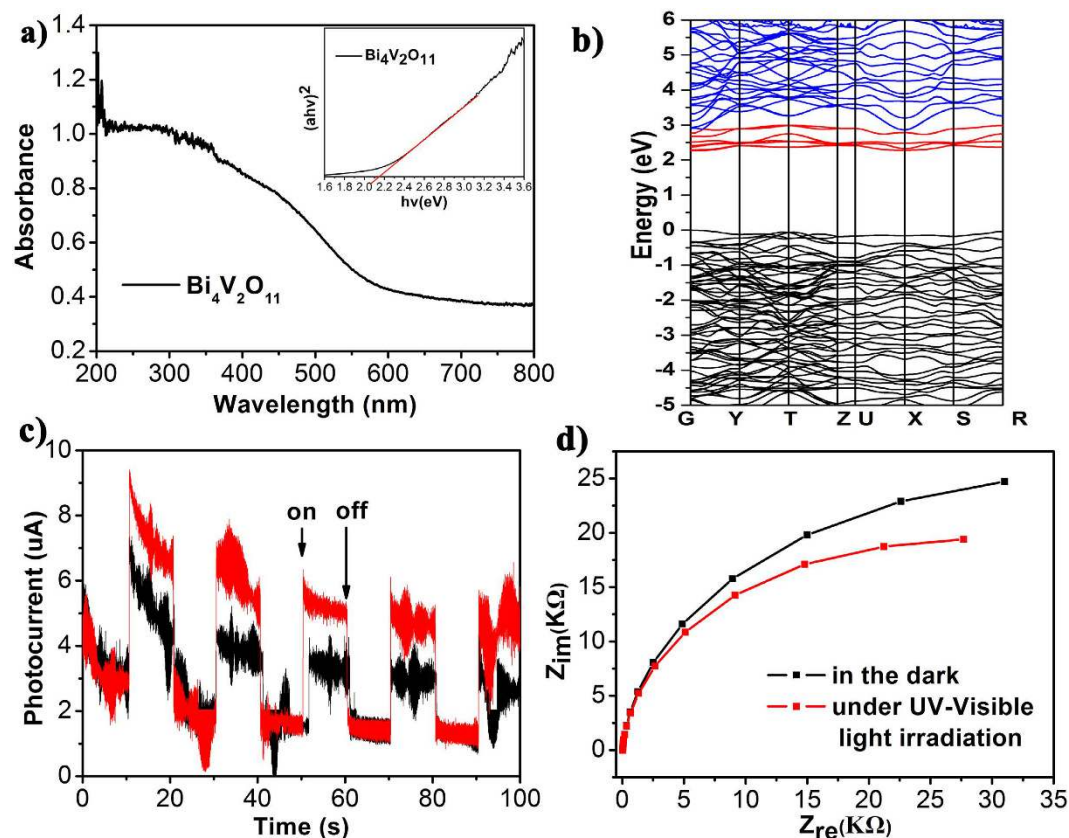 a)
1.4
1.2
1.0
0.8
0.6
0.4
0.2
Absorbance
200 300 400 500 600 700 800
Wavelength (nm)
Bi₄V₂O₁₁
Bi₄V₂O₁₁
(ahv)²
1.6 1.8 2.0 2.2 2.4 2.6 2.8 3.0 3.2 3.4 3.6
hv(eV)
b)
6
5
4
3
2
1
0
-1
-2
-3
-4
-5
Energy (eV)
G Y T Z U X S R
c)
10
8
6
4
2
0
Photocurrent (uA)
on off
0 20 40 60 80 100
Time (s)
d)
25
20
15
10
5
0
Zim(KΩ)
in the dark
under UV-Visible
light irradiation
0 5 10 15 20 25 30 35
Zre(KΩ)